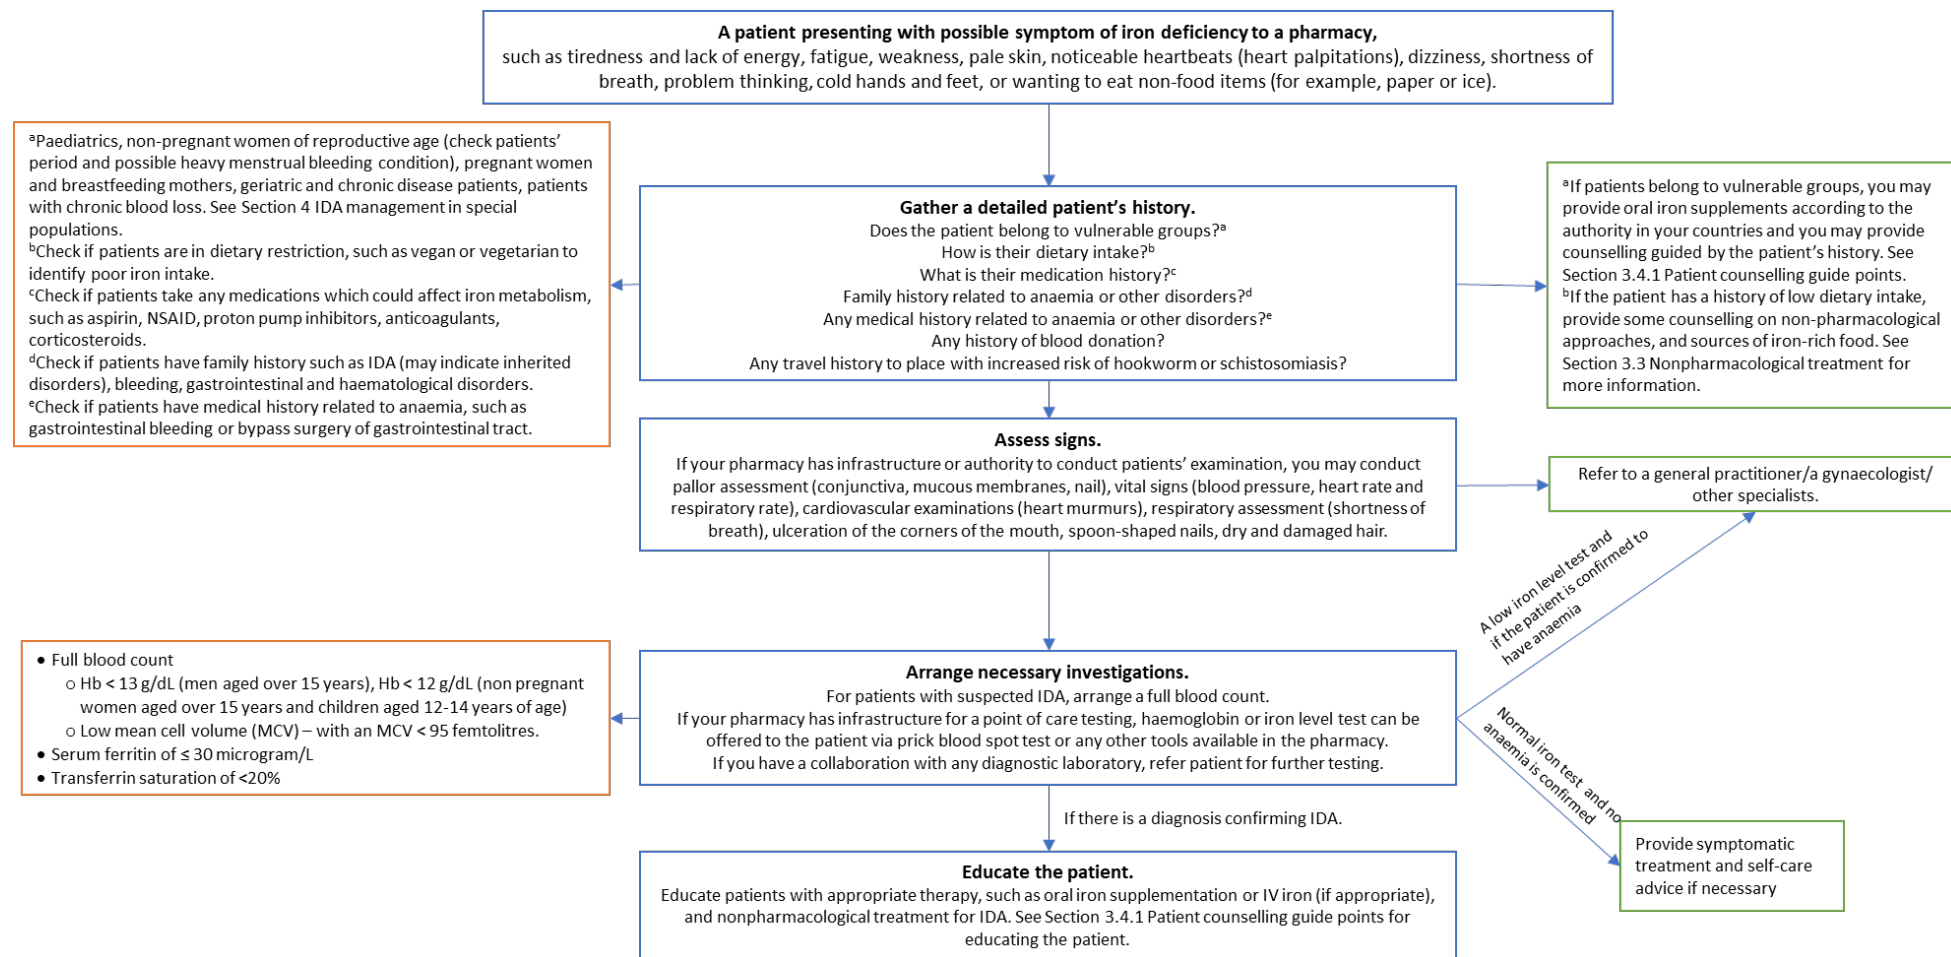 A patient presenting with possible symptom of iron deficiency to a pharmacy,
such as tiredness and lack of energy, fatigue, weakness, pale skin, noticeable heartbeats (heart palpitations), dizziness, shortness of
breath, problem thinking, cold hands and feet, or wanting to eat non-food items (for example, paper or ice).
ᵃPaediatrics, non-pregnant women of reproductive age (check patients’
period and possible heavy menstrual bleeding condition), pregnant women
and breastfeeding mothers, geriatric and chronic disease patients, patients
with chronic blood loss. See Section 4 IDA management in special
populations.
ᵇCheck if patients are in dietary restriction, such as vegan or vegetarian to
identify poor iron intake.
ᶜCheck if patients take any medications which could affect iron metabolism,
such as aspirin, NSAID, proton pump inhibitors, anticoagulants,
corticosteroids.
ᵈCheck if patients have family history such as IDA (may indicate inherited
disorders), bleeding, gastrointestinal and haematological disorders.
ᵉCheck if patients have medical history related to anaemia, such as
gastrointestinal bleeding or bypass surgery of gastrointestinal tract.
Gather a detailed patient’s history.
Does the patient belong to vulnerable groups?ᵃ
How is their dietary intake?ᵇ
What is their medication history?ᶜ
Family history related to anaemia or other disorders?ᵈ
Any medical history related to anaemia or other disorders?ᵉ
Any history of blood donation?
Any travel history to place with increased risk of hookworm or schistosomiasis?
ᵃIf patients belong to vulnerable groups, you may
provide oral iron supplements according to the
authority in your countries and you may provide
counselling guided by the patient’s history. See
Section 3.4.1 Patient counselling guide points.
ᵇIf the patient has a history of low dietary intake,
provide some counselling on non-pharmacological
approaches, and sources of iron-rich food. See
Section 3.3 Nonpharmacological treatment for
more information.
Assess signs.
If your pharmacy has infrastructure or authority to conduct patients’ examination, you may conduct
pallor assessment (conjunctiva, mucous membranes, nail), vital signs (blood pressure, heart rate and
respiratory rate), cardiovascular examinations (heart murmurs), respiratory assessment (shortness of
breath), ulceration of the corners of the mouth, spoon-shaped nails, dry and damaged hair.
Refer to a general practitioner/a gynaecologist/
other specialists.
A low iron level test and
if the patient is confirmed to
have anaemia
● Full blood count
○ Hb < 13 g/dL (men aged over 15 years), Hb < 12 g/dL (non pregnant
women aged over 15 years and children aged 12-14 years of age)
○ Low mean cell volume (MCV) – with an MCV < 95 femtolitres.
● Serum ferritin of ≤ 30 microgram/L
● Transferrin saturation of <20%
Arrange necessary investigations.
For patients with suspected IDA, arrange a full blood count.
If your pharmacy has infrastructure for a point of care testing, haemoglobin or iron level test can be
offered to the patient via prick blood spot test or any other tools available in the pharmacy.
If you have a collaboration with any diagnostic laboratory, refer patient for further testing.
Normal iron test and no
anaemia is confirmed
If there is a diagnosis confirming IDA.
Provide symptomatic
treatment and self-care
advice if necessary
Educate the patient.
Educate patients with appropriate therapy, such as oral iron supplementation or IV iron (if appropriate),
and nonpharmacological treatment for IDA. See Section 3.4.1 Patient counselling guide points for
educating the patient.